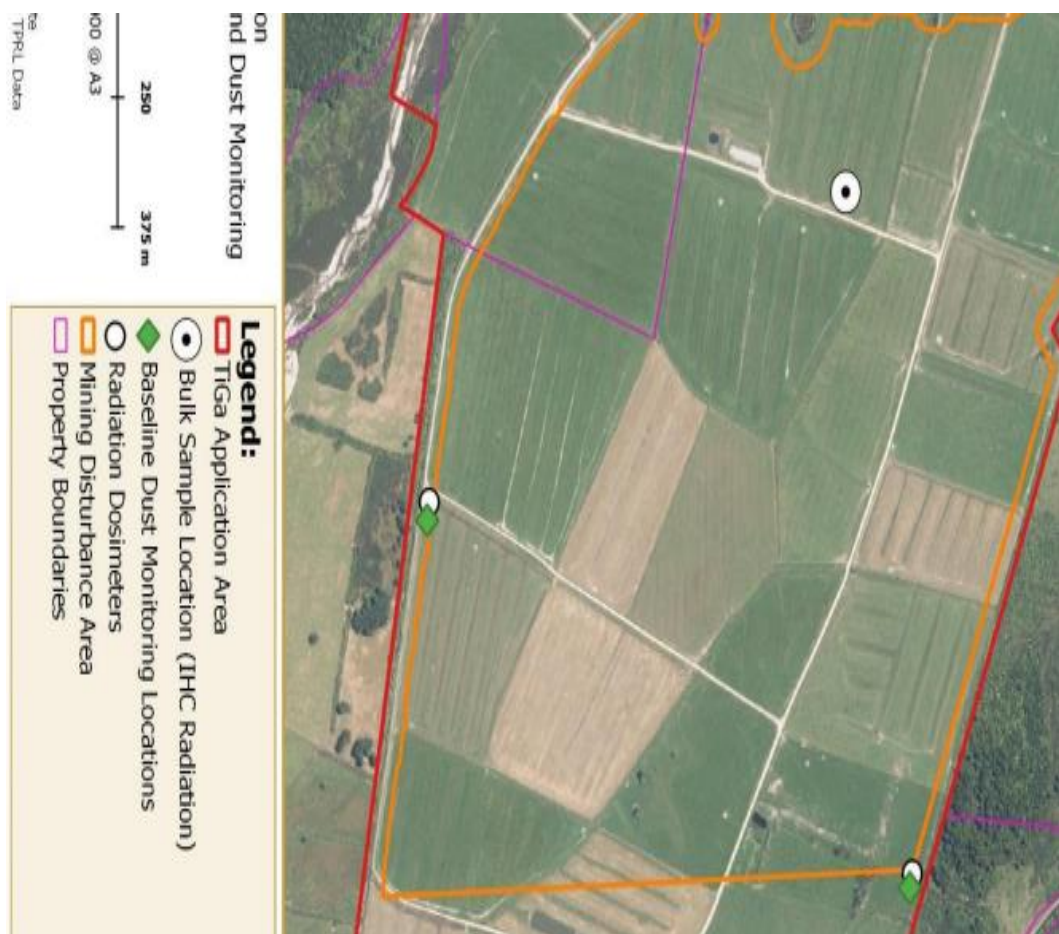 on
nd Dust Monitoring
250
375 m
00 @ A3
te
TPRL Data
Legend:
TiGa Application Area
Bulk Sample Location (IHC Radiation)
Baseline Dust Monitoring Locations
Radiation Dosimeters
Mining Disturbance Area
Property Boundaries